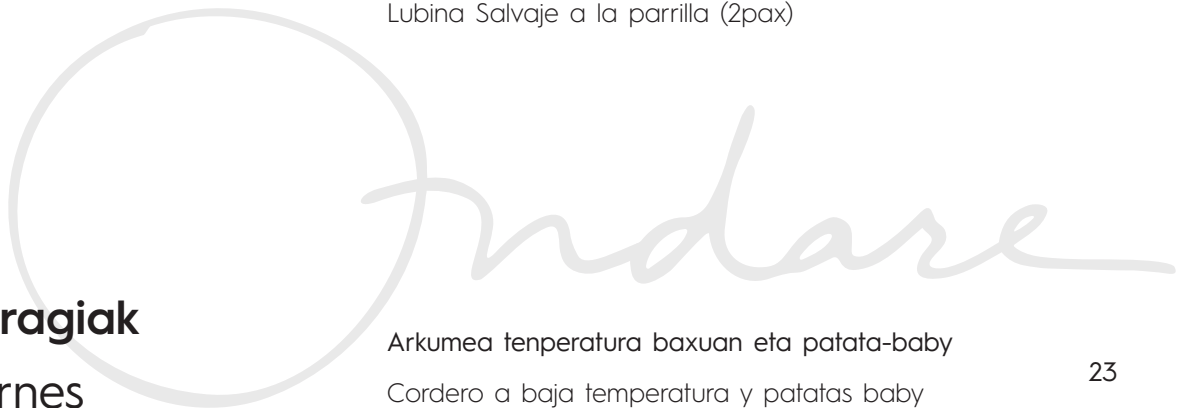 Lubina Salvaje a la parrilla (2pax)
Ondare
ragiak
rnes
Arkumea tenperatura baxuan eta patata-baby
Cordero a baja temperatura y patatas baby
23